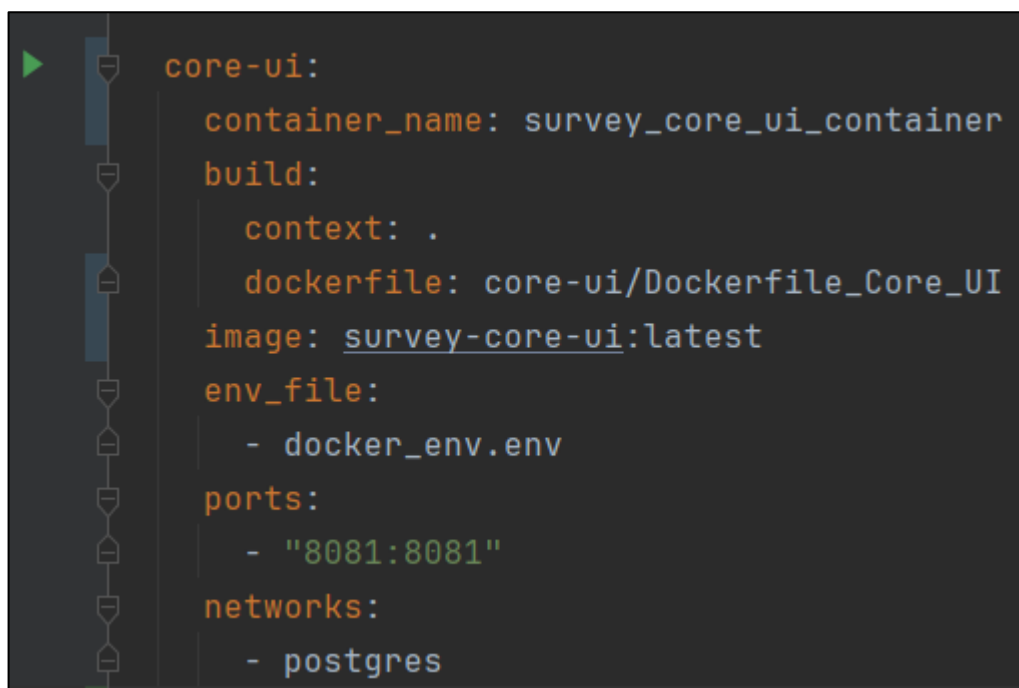 core-ui:
container_name: survey_core_ui_container
build:
context: .
dockerfile: core-ui/Dockerfile_Core_UI
image: survey-core-ui:latest
env_file:
- docker_env.env
ports:
- "8081:8081"
networks:
- postgres